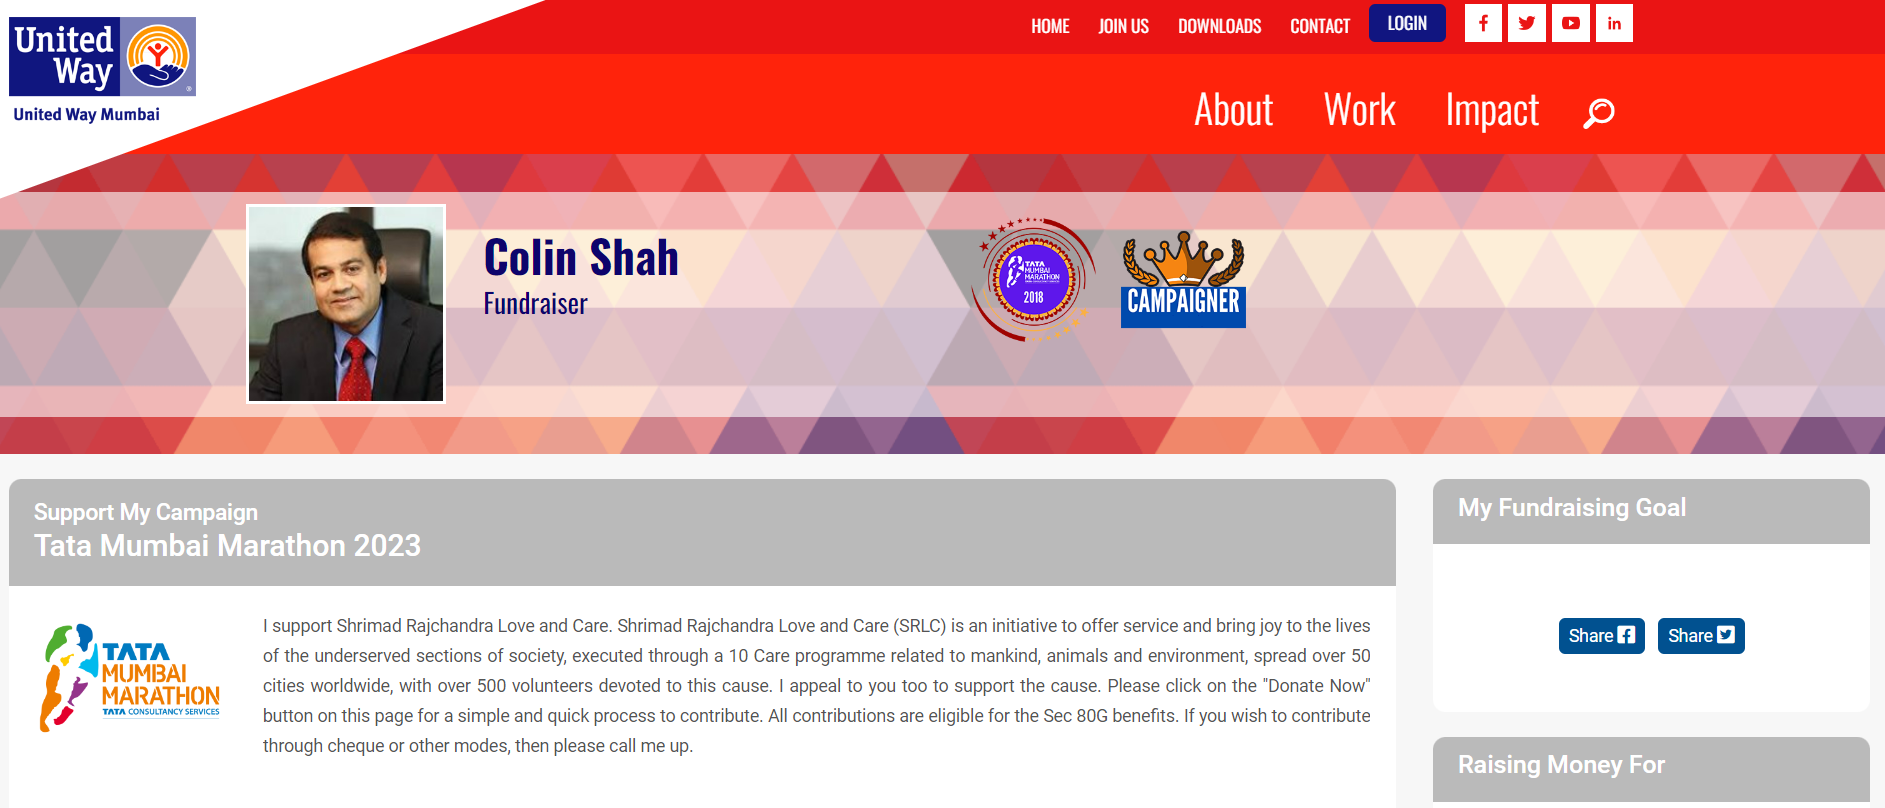 United
Way
®
United Way Mumbai
HOME JOIN US DOWNLOADS CONTACT LOGIN
About Work Impact
Colin Shah
Fundraiser
TATA
MUMBAI
MARATHON
2018
CAMPAIGNER
Support My Campaign
Tata Mumbai Marathon 2023
TATA
MUMBAI
MARATHON
TATA CONSULTANCY SERVICES
I support Shrimad Rajchandra Love and Care. Shrimad Rajchandra Love and Care (SRLC) is an initiative to offer service and bring joy to the lives
of the underserved sections of society, executed through a 10 Care programme related to mankind, animals and environment, spread over 50
cities worldwide, with over 500 volunteers devoted to this cause. I appeal to you too to support the cause. Please click on the "Donate Now"
button on this page for a simple and quick process to contribute. All contributions are eligible for the Sec 80G benefits. If you wish to contribute
through cheque or other modes, then please call me up.
My Fundraising Goal
Share Share
Raising Money For